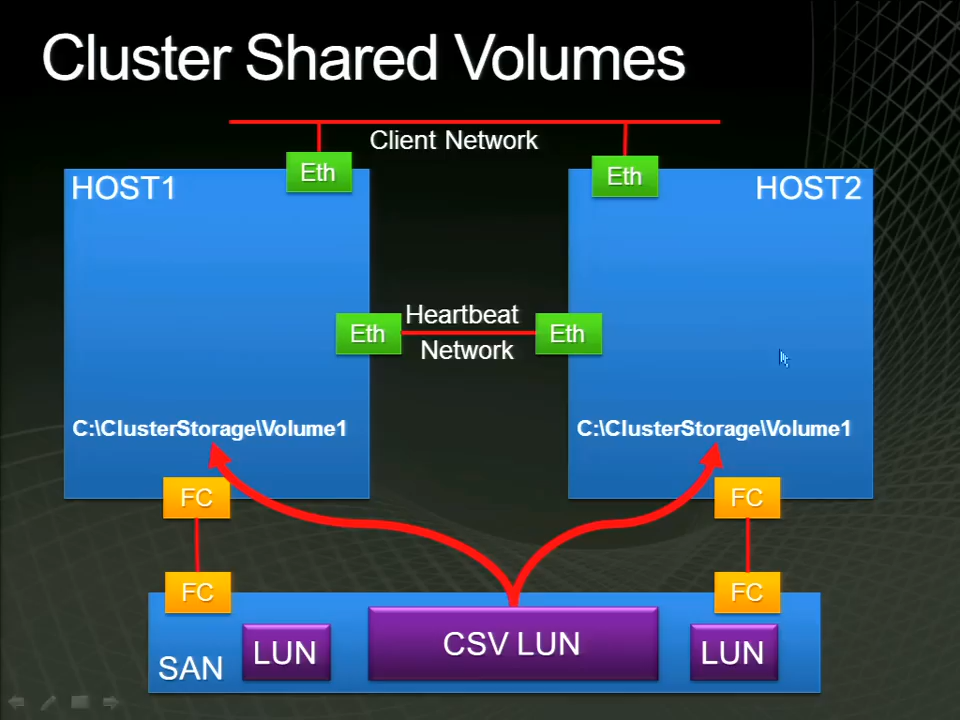 Cluster Shared Volumes
Client Network
Eth
Eth
HOST1
HOST2
Heartbeat
Eth
Eth
Network
C:\ClusterStorage\Volume1
C:\ClusterStorage\Volume1
FC
FC
FC
FC
CSV LUN
LUN
LUN
SAN